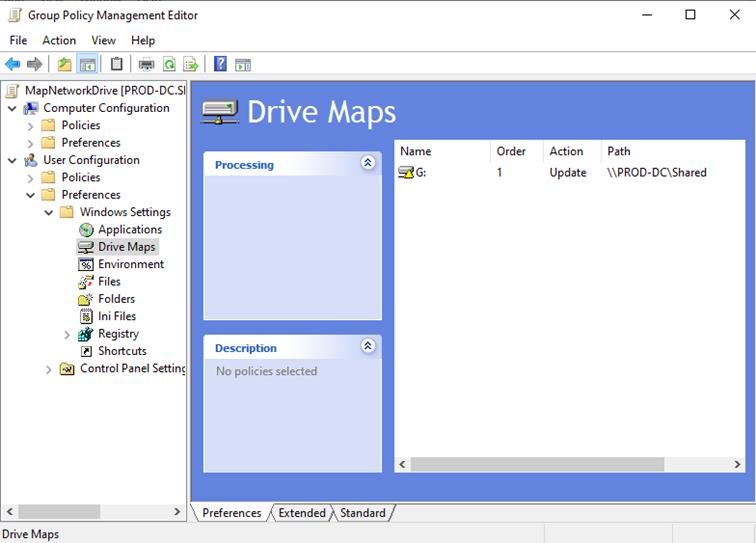 Group Policy Management Editor
File Action View Help
MapNetworkDrive [PROD-DC.SI
Computer Configuration
Policies
Preferences
User Configuration
Policies
Preferences
Windows Settings
Applications
Drive Maps
Environment
Files
Folders
Ini Files
Registry
Shortcuts
Control Panel Setting
Drive Maps
Processing
Description
No policies selected
Name Order Action Path
G: 1 Update \\PROD-DC\Shared
Preferences Extended Standard
Drive Maps